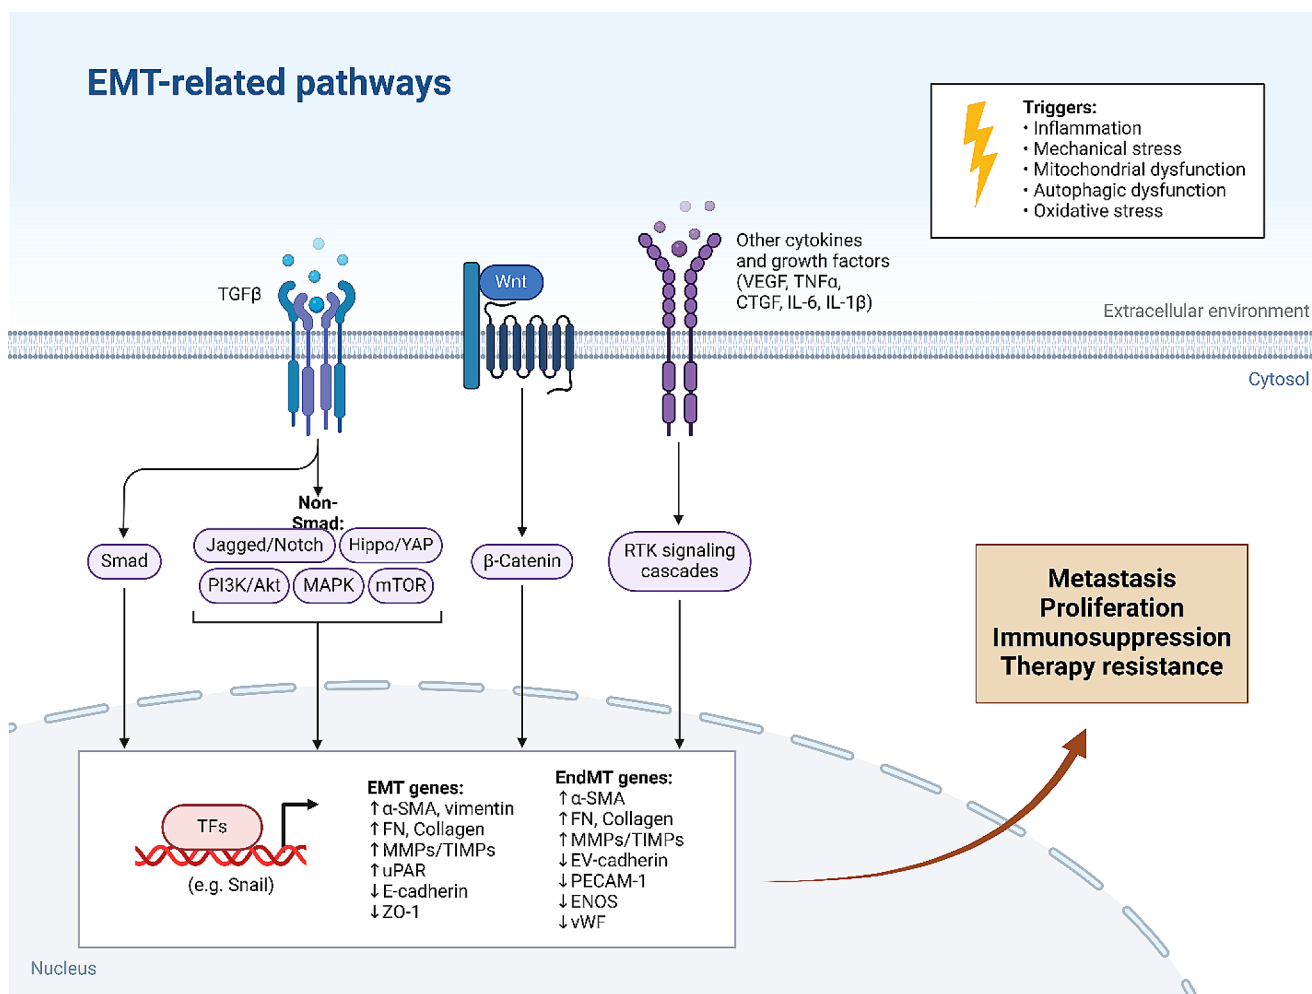 EMT-related pathways
Triggers:
• Inflammation
• Mechanical stress
• Mitochondrial dysfunction
• Autophagic dysfunction
• Oxidative stress
TGFβ
Wnt
Other cytokines
and growth factors
(VEGF, TNFα,
CTGF, IL-6, IL-1β)
Extracellular environment
Cytosol
Non-
Smad:
Smad
Jagged/Notch
Hippo/YAP
PI3K/Akt
MAPK
mTOR
β-Catenin
RTK signaling
cascades
Metastasis
Proliferation
Immunosuppression
Therapy resistance
TFs
(e.g. Snail)
EMT genes:
↑α-SMA, vimentin
↑FN, Collagen
↑MMPs/TIMPs
↑uPAR
↓E-cadherin
↓ZO-1
EndMT genes:
↑α-SMA
↑FN, Collagen
↑MMPs/TIMPs
↓EV-cadherin
↓PECAM-1
↓ENOS
↓vWF
Nucleus